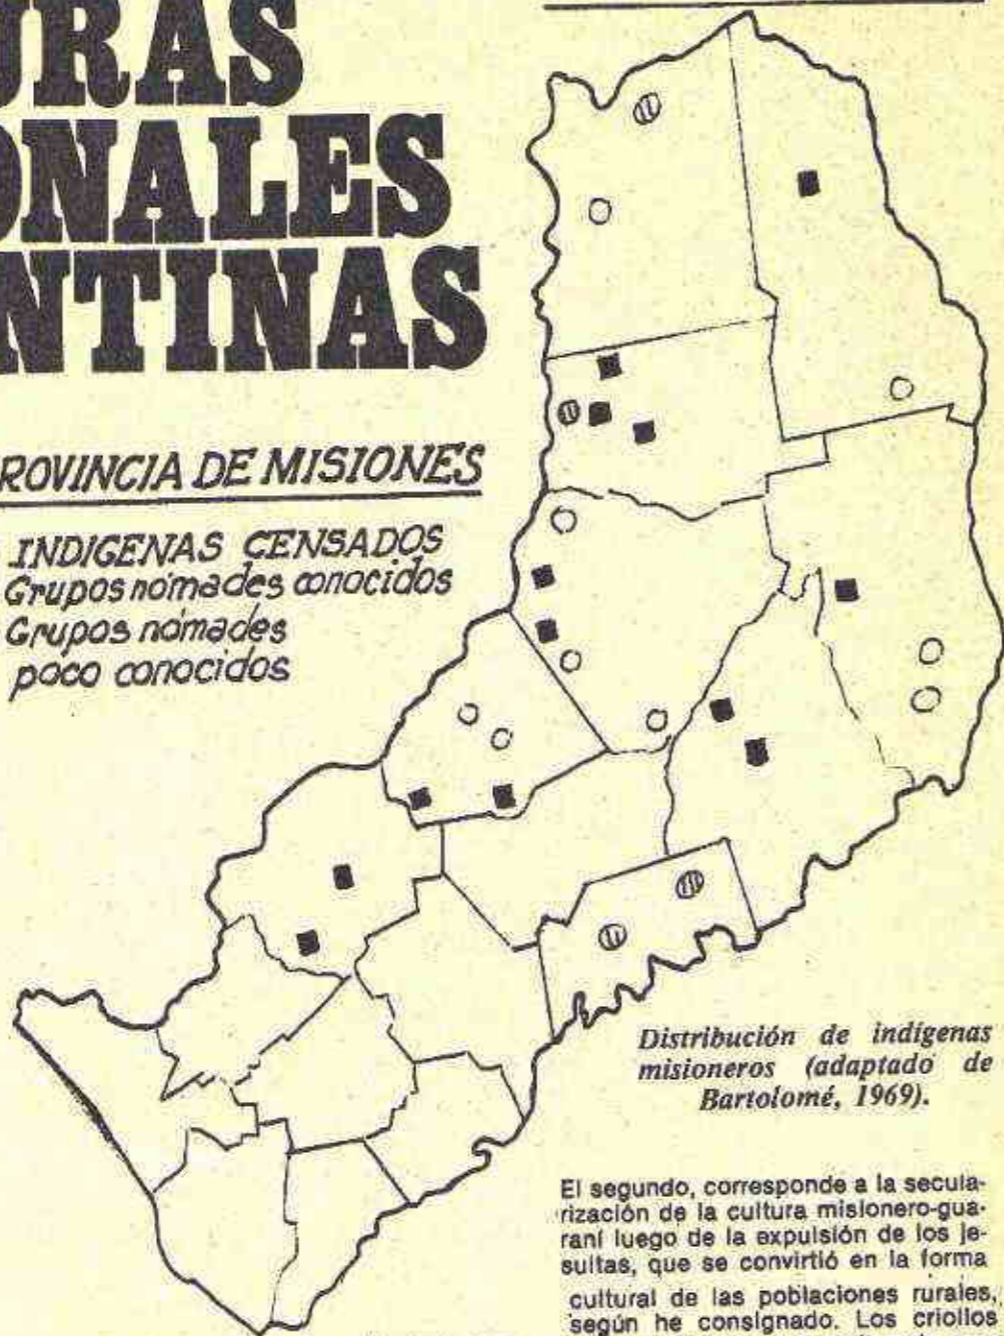 URAS
ONALES
NTINAS
ROVINCIA DE MISIONES
INDIGENAS CENSADOS
Grupos nómades conocidos
Grupos nómades
poco conocidos
Distribución de indígenas
misioneros (adaptado de
Bartolomé, 1969).
El segundo, corresponde a la secula-
rización de la cultura misionero-gua-
raní luego de la expulsión de los je-
suitas, que se convirtió en la forma
cultural de las poblaciones rurales,
según he consignado. Los criollos